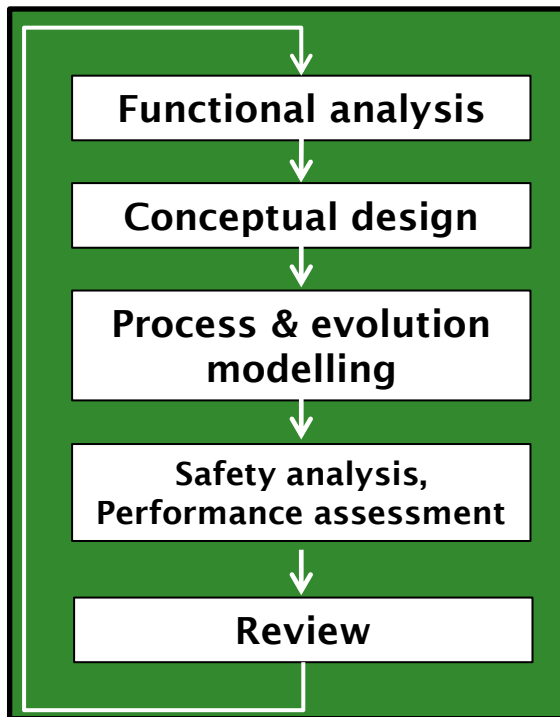 Functional analysis
Conceptual design
Process & evolution
modelling
Safety analysis,
Performance assessment
Review